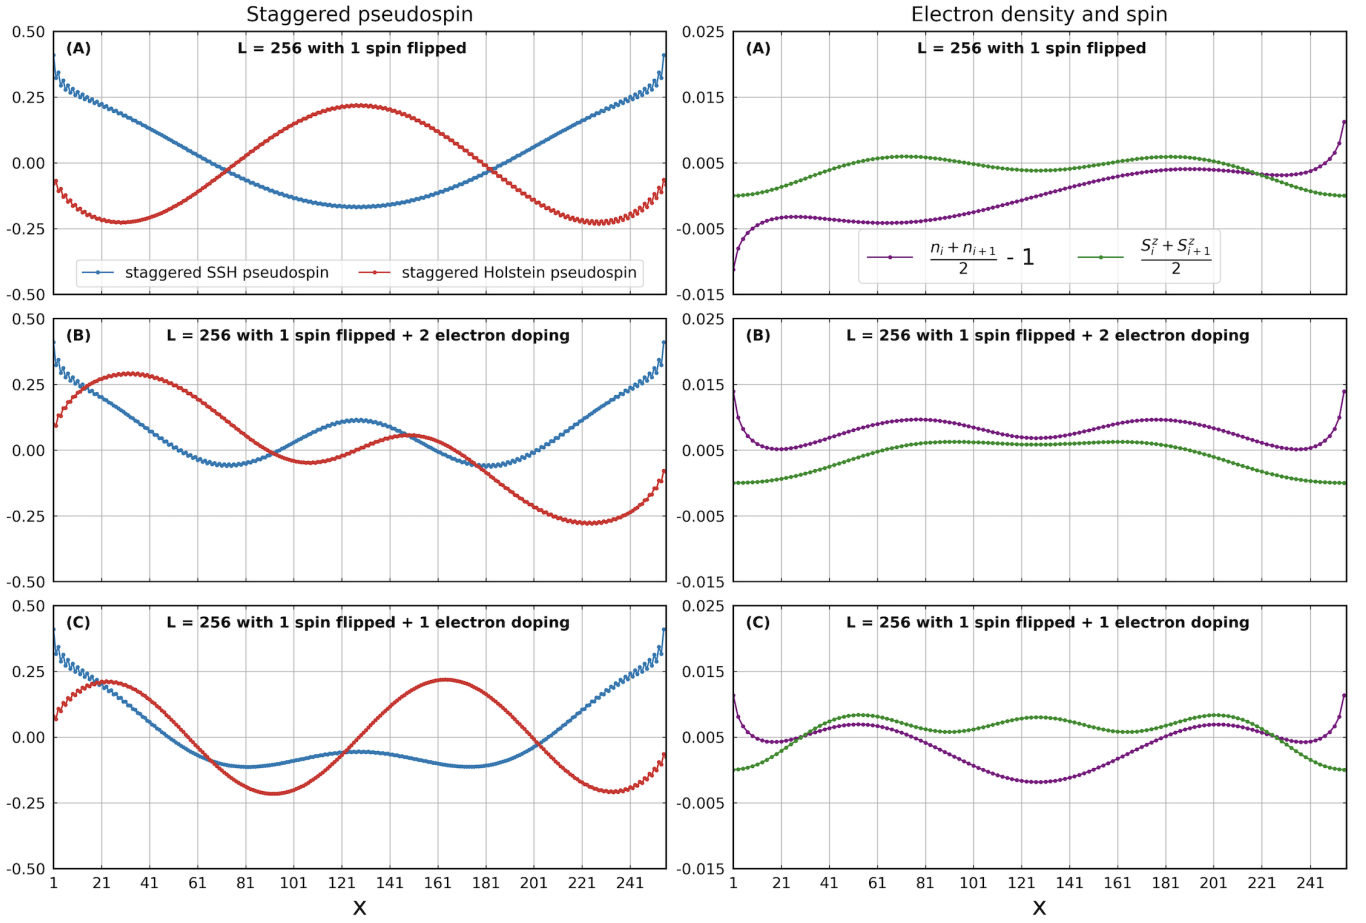 Staggered pseudospin
Electron density and spin
(A) L = 256 with 1 spin flipped
0.50
0.25
0.00
-0.25
-0.50
staggered SSH pseudospin
staggered Holstein pseudospin
(A) L = 256 with 1 spin flipped
0.025
0.015
0.005
-0.005
-0.015
(n_i + n_{i+1})/2 - 1
(S_i^z + S_{i+1}^z)/2
(B) L = 256 with 1 spin flipped + 2 electron doping
0.50
0.25
0.00
-0.25
-0.50
(B) L = 256 with 1 spin flipped + 2 electron doping
0.025
0.015
0.005
-0.005
-0.015
(C) L = 256 with 1 spin flipped + 1 electron doping
0.50
0.25
0.00
-0.25
-0.50
1 21 41 61 81 101 121 141 161 181 201 221 241
x
(C) L = 256 with 1 spin flipped + 1 electron doping
0.025
0.015
0.005
-0.005
-0.015
1 21 41 61 81 101 121 141 161 181 201 221 241
x